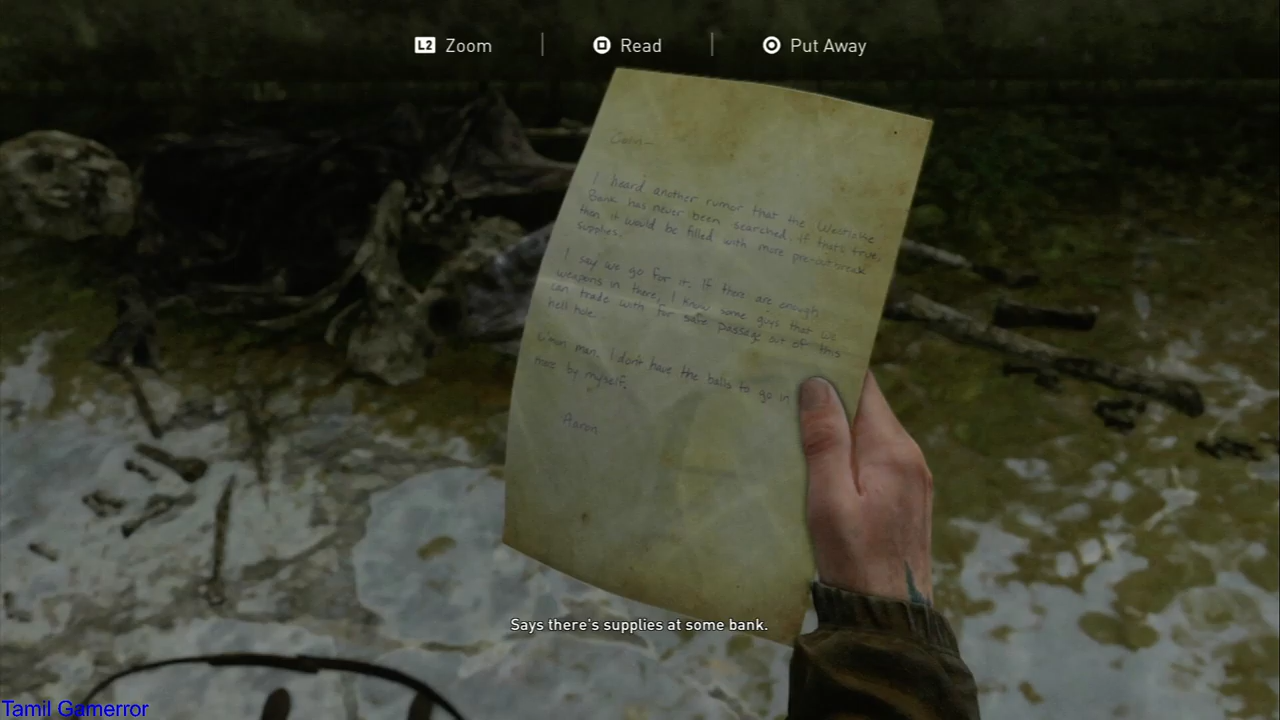 L2 Zoom | Read | Put Away
I heard another rumor that the Westlake
Bank has never been searched. If that's true,
then it would be filled with more pre-outbreak
supplies.
I say we go for it. If there are enough
weapons in there, I know some guys that we
can trade with for safe passage out of this
hell hole...
C'mon man. I don't have the balls to go in
there by myself.
Aaron
Says there's supplies at some bank.
Tamil Gamerror